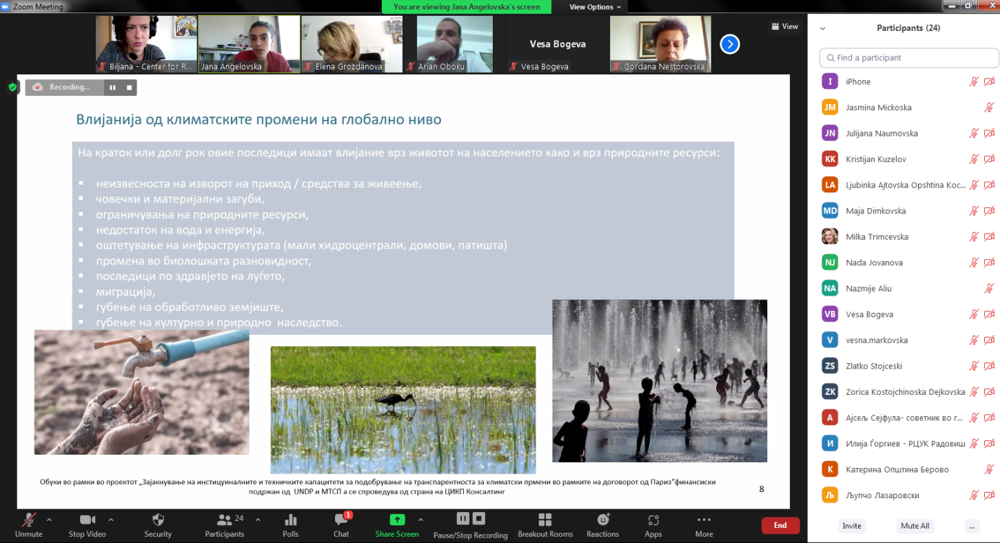 Zoom Meeting
You are viewing Jana Angelovska's screen
View Options
View
Biljana - Center for R...
Jana Angelovska
Elena Grozdanova
Arian Oboku
Vesa Bogeva
Vesa Bogeva
Gordana Nestorovska
Recording...
Влијанија од климатските промени на глобално ниво
На краток или долг рок овие последици имаат влијание врз животот на населението како и врз природните ресурси:
▪ неизвесноста на изворот на приход / средства за живеење,
▪ човечки и материјални загуби,
▪ ограничувања на природните ресурси,
▪ недостаток на вода и енергија,
▪ оштетување на инфраструктурата (мали хидроцентрали, домови, патишта)
▪ промена во биолошката разновидност,
▪ последици по здравјето на луѓето,
▪ миграција,
▪ губење на обработливо земјиште,
▪ губење на културно и природно наследство.
Обуки во рамки во проектот „Зајакнување на инстицуиналните и техничките капацитети за подобрување на транспарентноста за климатски прмени во рамките на договорот од Париз“финансиски
подржан од UNDP и МТСП а се спроведува од страна на ЦИКП Консалтинг
8
Participants (24)
Find a participant
I iPhone
JM Jasmina Mickoska
JN Julijana Naumovska
KK Kristijan Kuzelov
LA Ljubinka Ajtovska Opshtina Koc...
MD Maja Dimkovska
Milka Trimcevska
NJ Nada Jovanova
NA Nazmije Aliu
VB Vesa Bogeva
V vesna.markovska
ZS Zlatko Stojceski
ZK Zorica Kostojchinoska Dejkovska
А Ајсељ Сејфула- советник во г...
И Илија Ѓоргиев - РЦУК Радовиш
К Катерина Општина Берово
Љ Љупчо Лазаровски
Invite
Mute All
...
Unmute
Stop Video
Security
24
Participants
Polls
1
Chat
Share Screen
Pause/Stop Recording
Breakout Rooms
Reactions
Apps
More
End